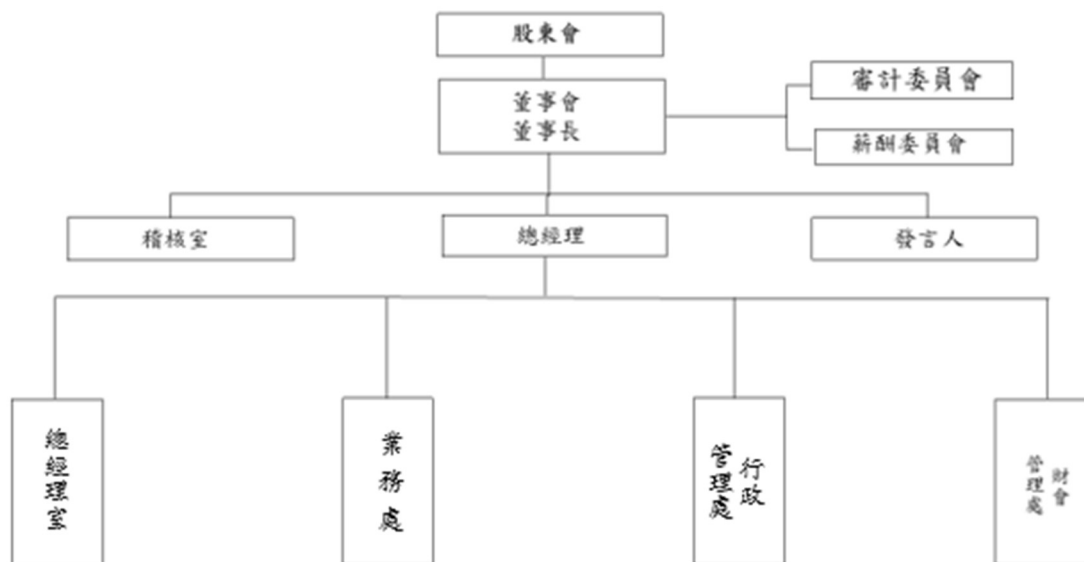 股東會
董事會
董事長
審計委員會
薪酬委員會
稽核室
總經理
發言人
總經理室
業務處
行政
管理處
財會
管理處